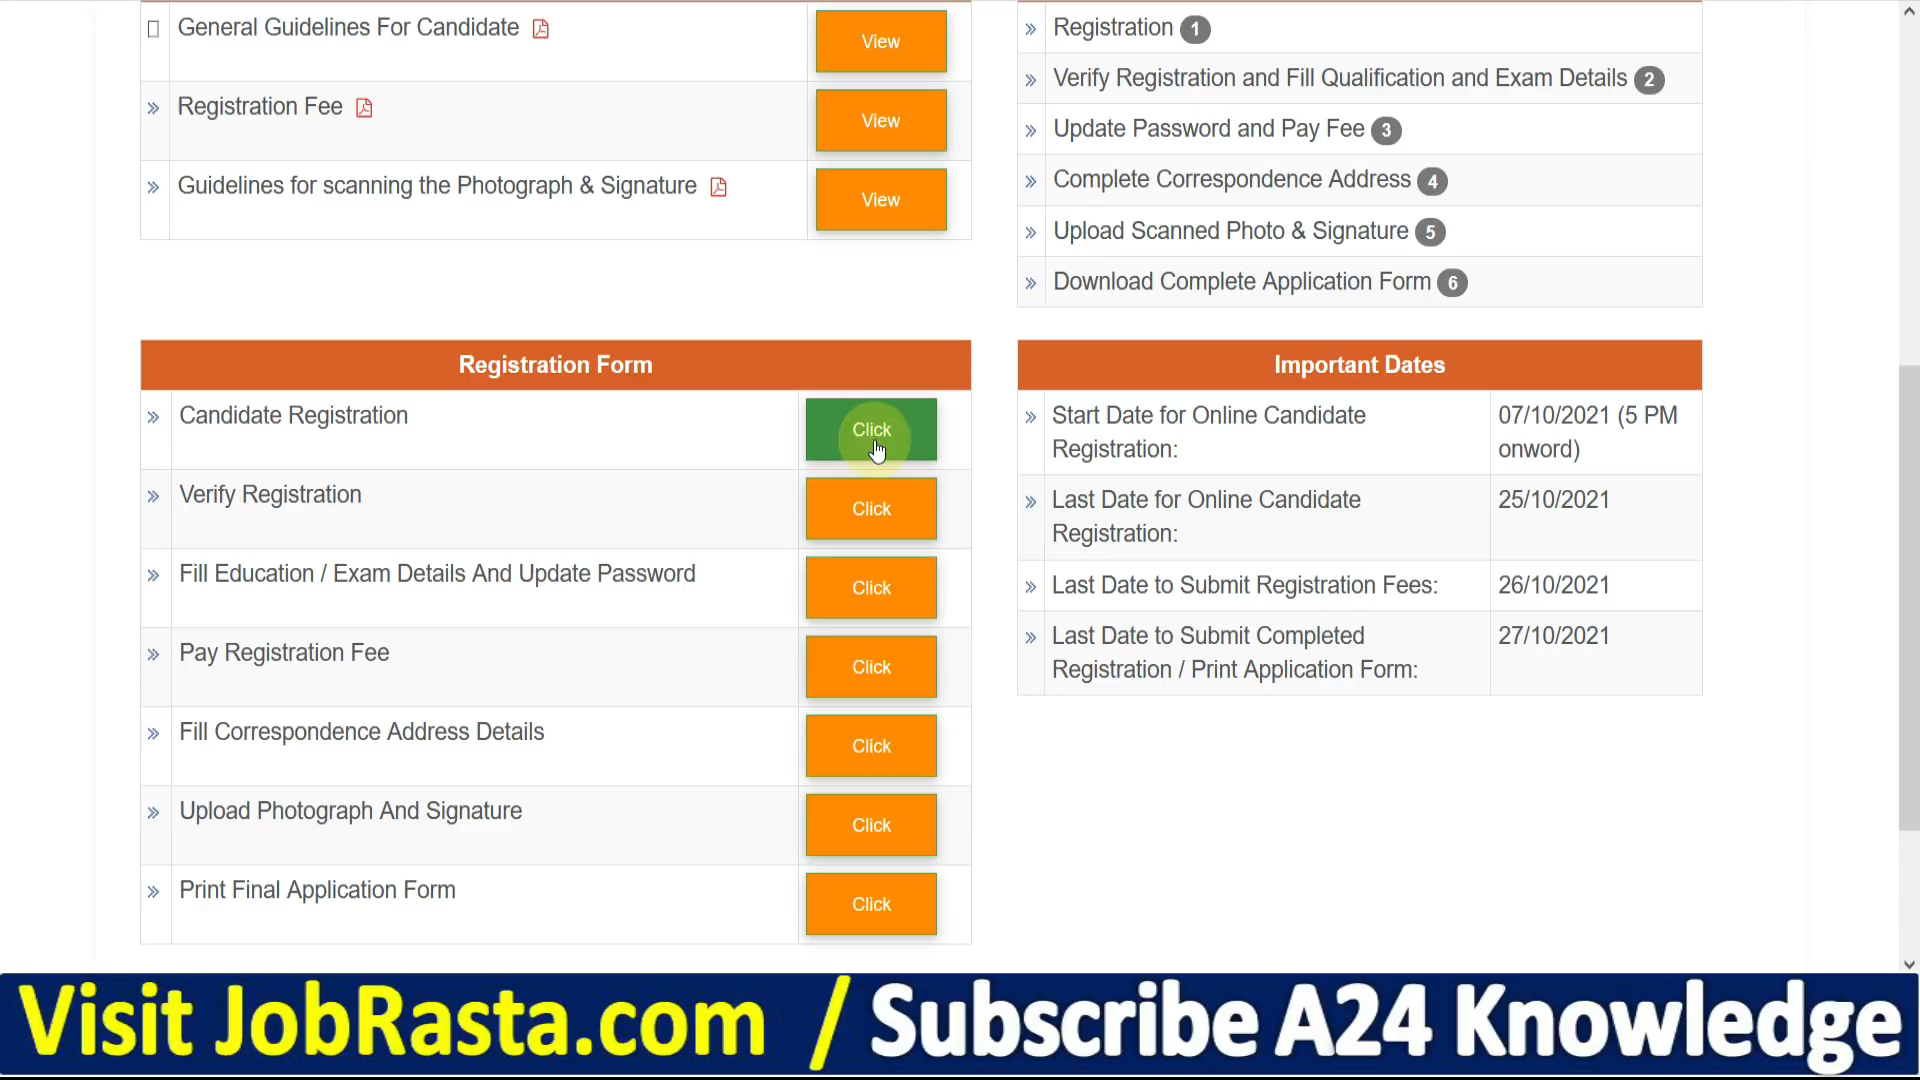 General Guidelines For Candidate
View
Registration Fee
View
Guidelines for scanning the Photograph & Signature
View
Registration 1
Verify Registration and Fill Qualification and Exam Details 2
Update Password and Pay Fee 3
Complete Correspondence Address 4
Upload Scanned Photo & Signature 5
Download Complete Application Form 6
Registration Form
Candidate Registration
Click
Verify Registration
Click
Fill Education / Exam Details And Update Password
Click
Pay Registration Fee
Click
Fill Correspondence Address Details
Click
Upload Photograph And Signature
Click
Print Final Application Form
Click
Important Dates
Start Date for Online Candidate
Registration:
07/10/2021 (5 PM
onword)
Last Date for Online Candidate
Registration:
25/10/2021
Last Date to Submit Registration Fees:
26/10/2021
Last Date to Submit Completed
Registration / Print Application Form:
27/10/2021
Visit JobRasta.com / Subscribe A24 Knowledge